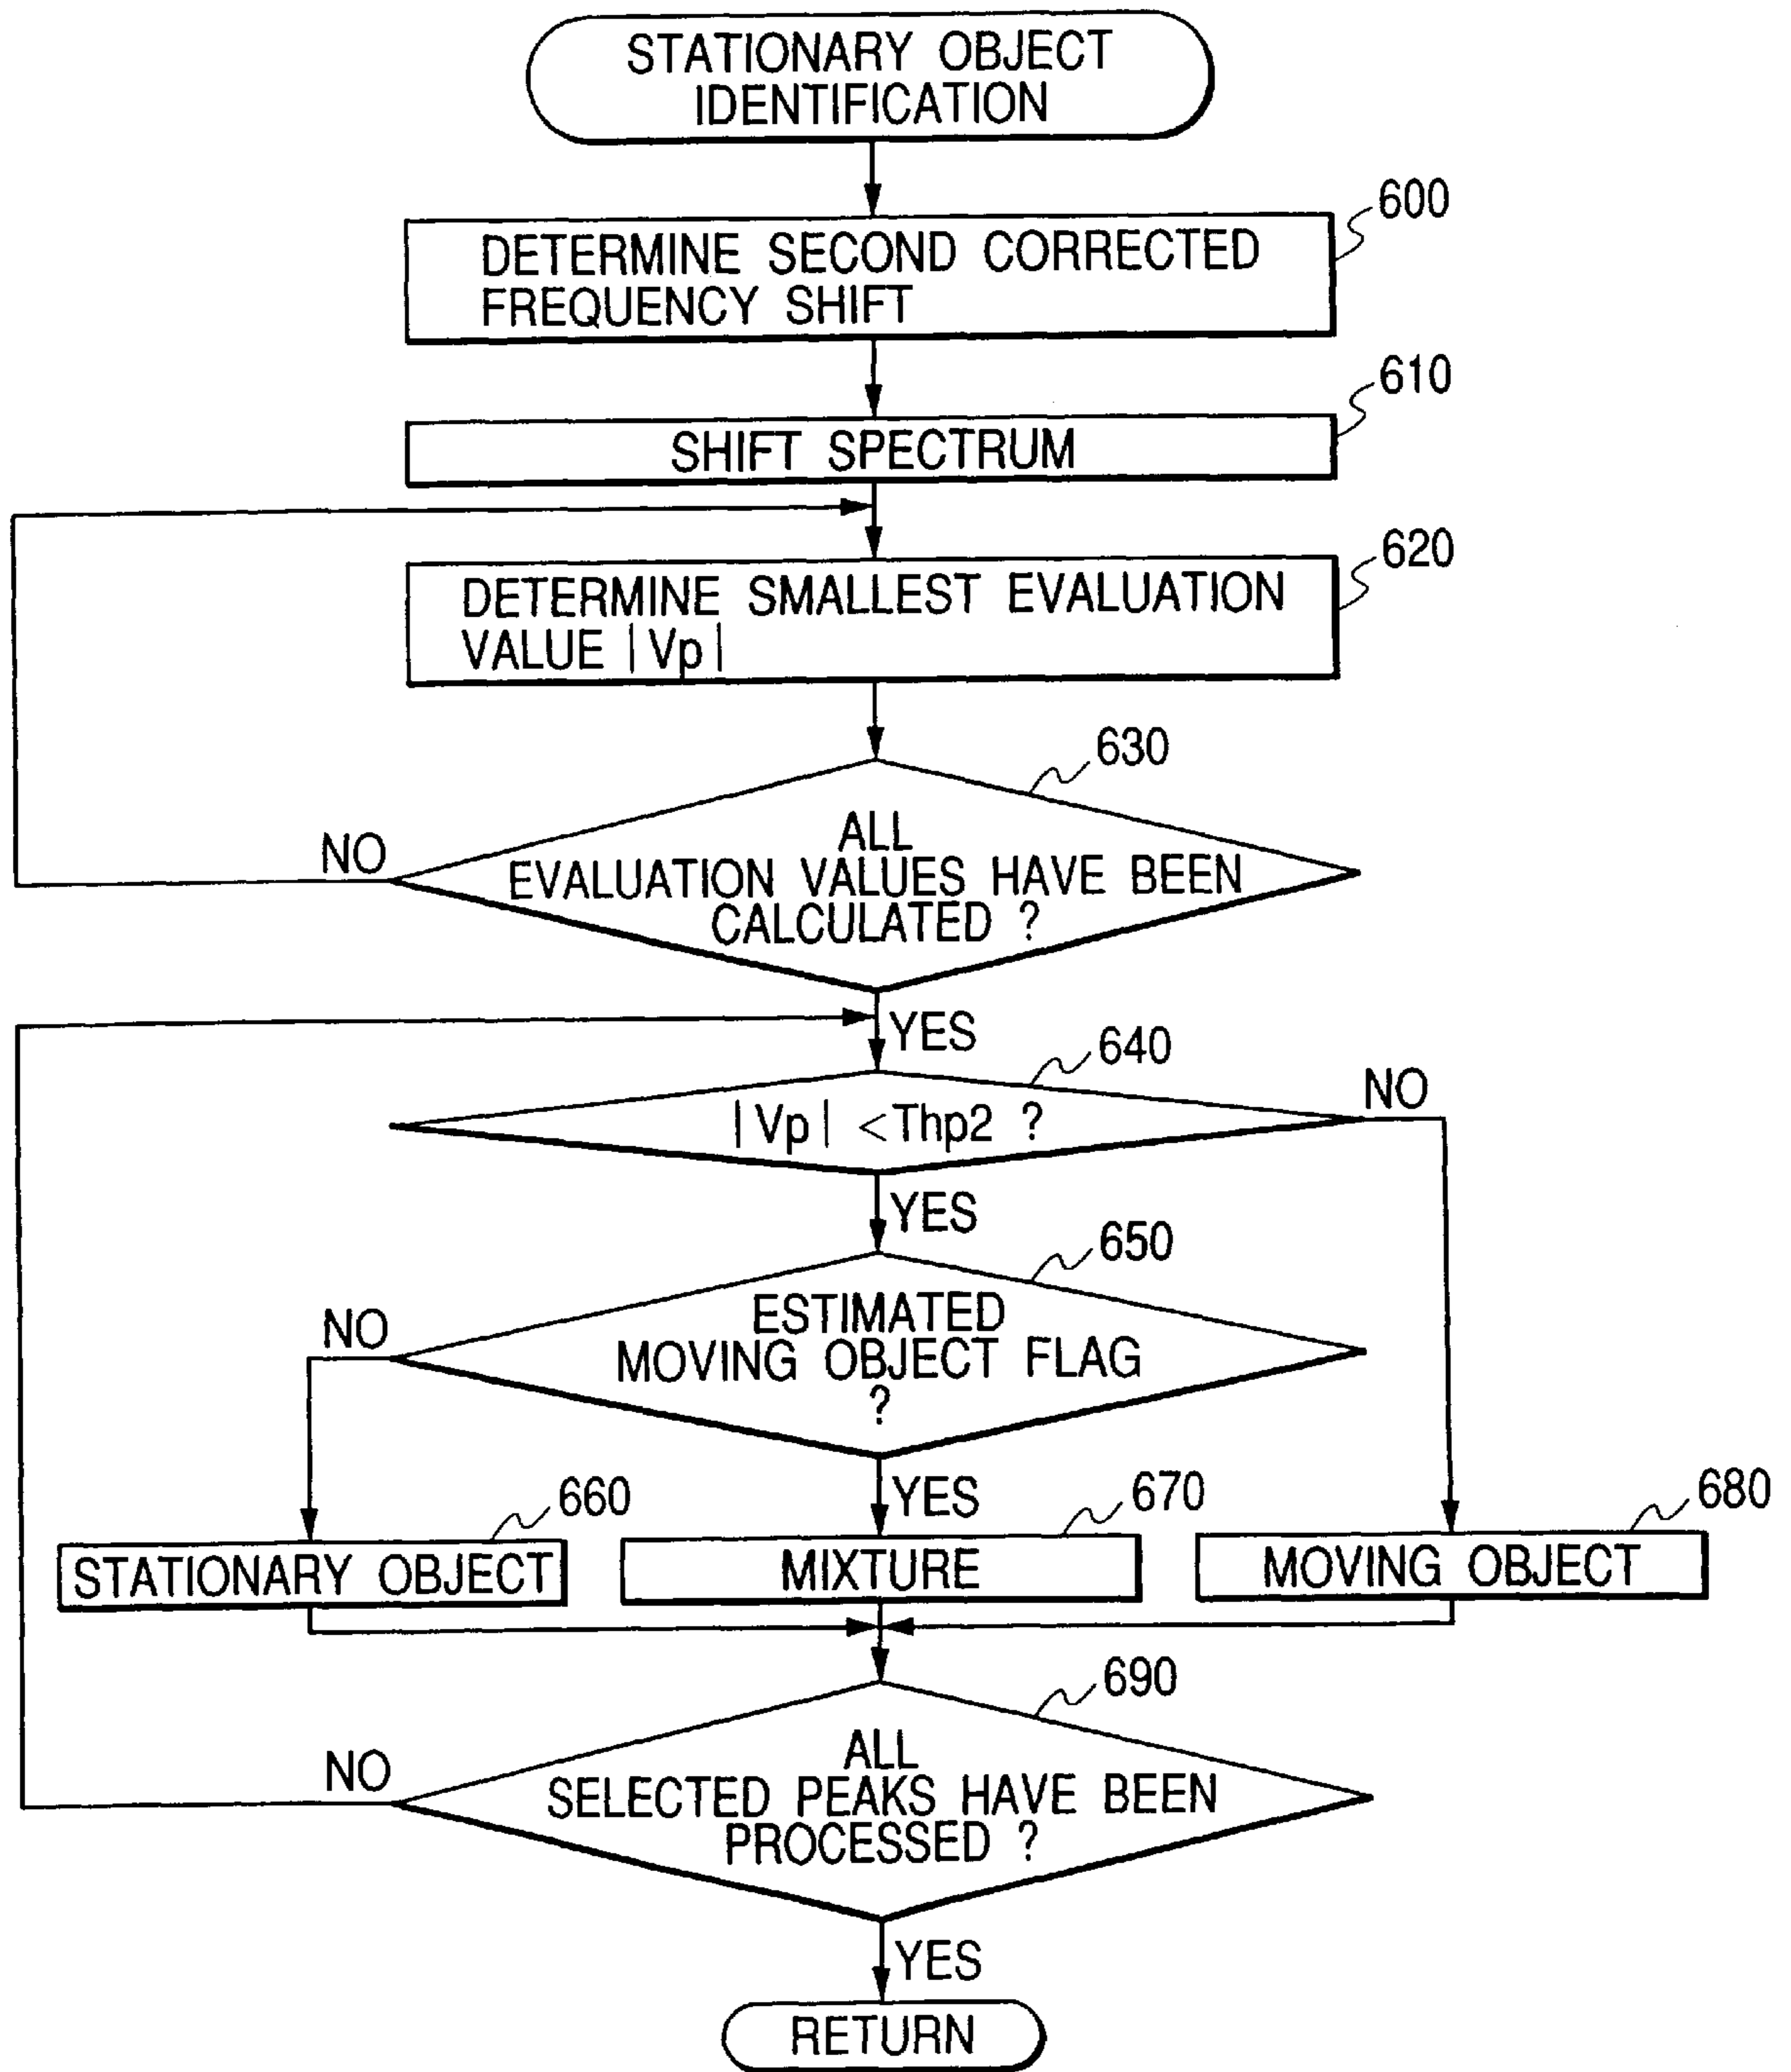 STATIONARY OBJECT
IDENTIFICATION
600
DETERMINE SECOND CORRECTED
FREQUENCY SHIFT
610
SHIFT SPECTRUM
620
DETERMINE SMALLEST EVALUATION
VALUE |Vp|
630
ALL
EVALUATION VALUES HAVE BEEN
CALCULATED ?
NO
YES
640
|Vp| <Thp2 ?
NO
YES
650
ESTIMATED
MOVING OBJECT FLAG
?
NO
YES
660
STATIONARY OBJECT
670
MIXTURE
680
MOVING OBJECT
690
ALL
SELECTED PEAKS HAVE BEEN
PROCESSED ?
NO
YES
RETURN